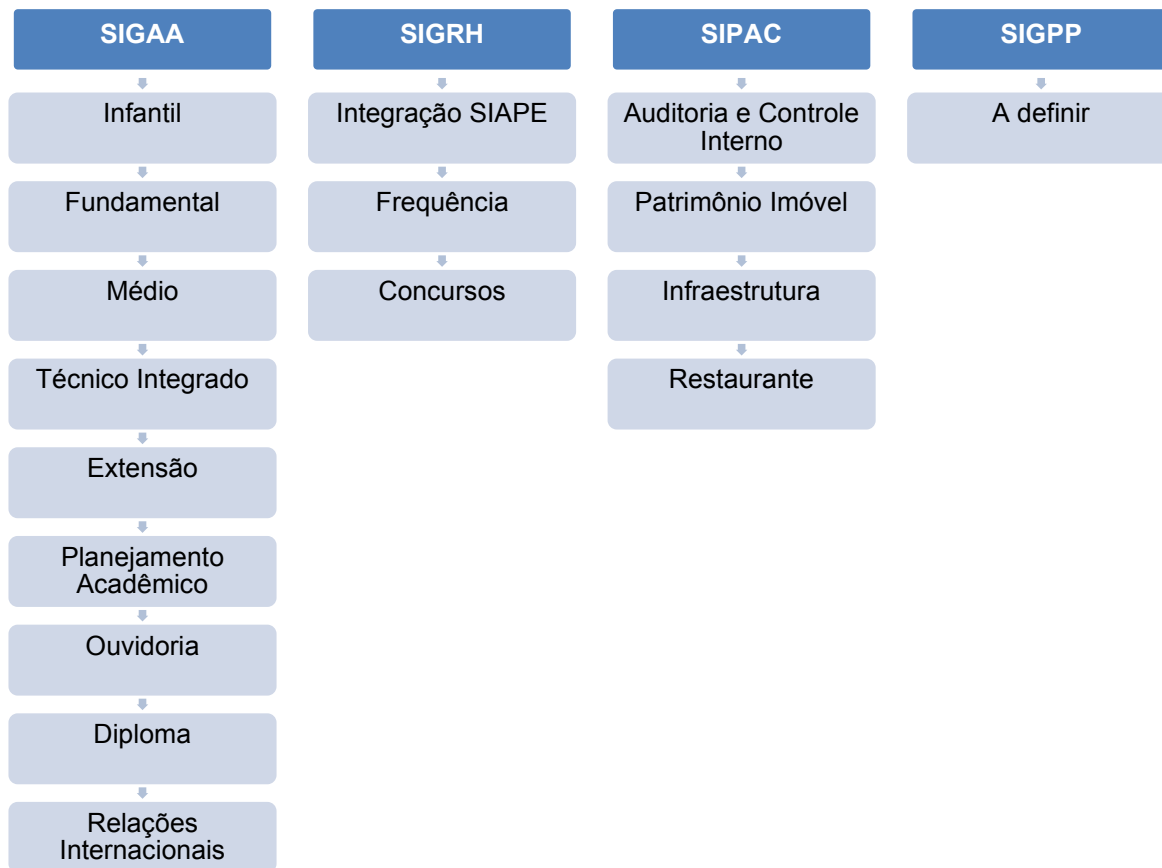 SIGAA
Infantil
Fundamental
Médio
Técnico Integrado
Extensão
Planejamento
Acadêmico
Ouvidoria
Diploma
Relações
Internacionais
SIGRH
Integração SIAPE
Frequência
Concursos
SIPAC
Auditoria e Controle
Interno
Patrimônio Imóvel
Infraestrutura
Restaurante
SIGPP
A definir